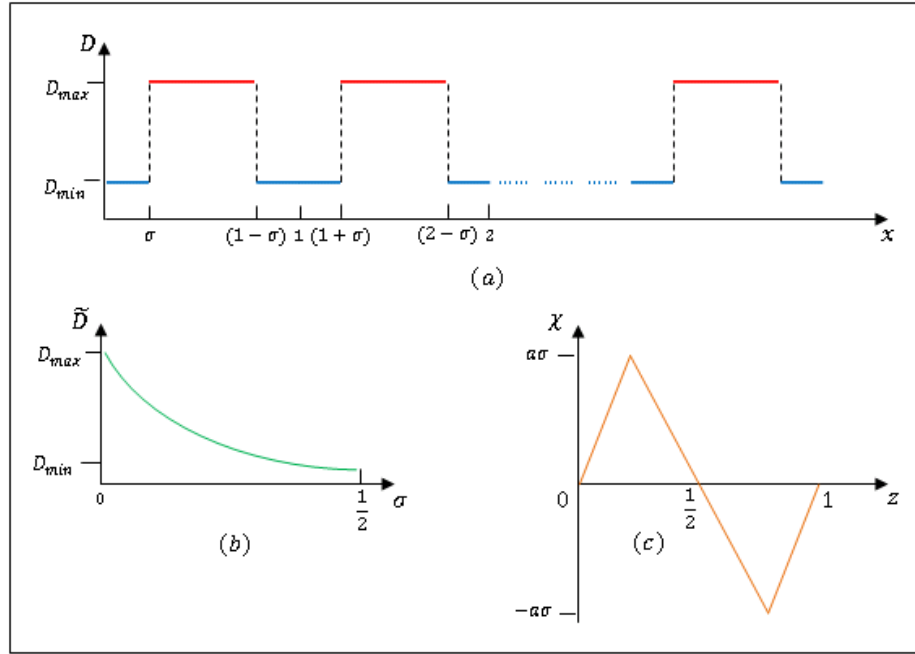 D
D_max
D_min
σ (1 − σ) 1 (1 + σ) (2 − σ) 2 x
(a)
D̃
D_max
D_min
0 1/2 σ
(b)
χ
aσ
0 1/2 1 z
−aσ
(c)